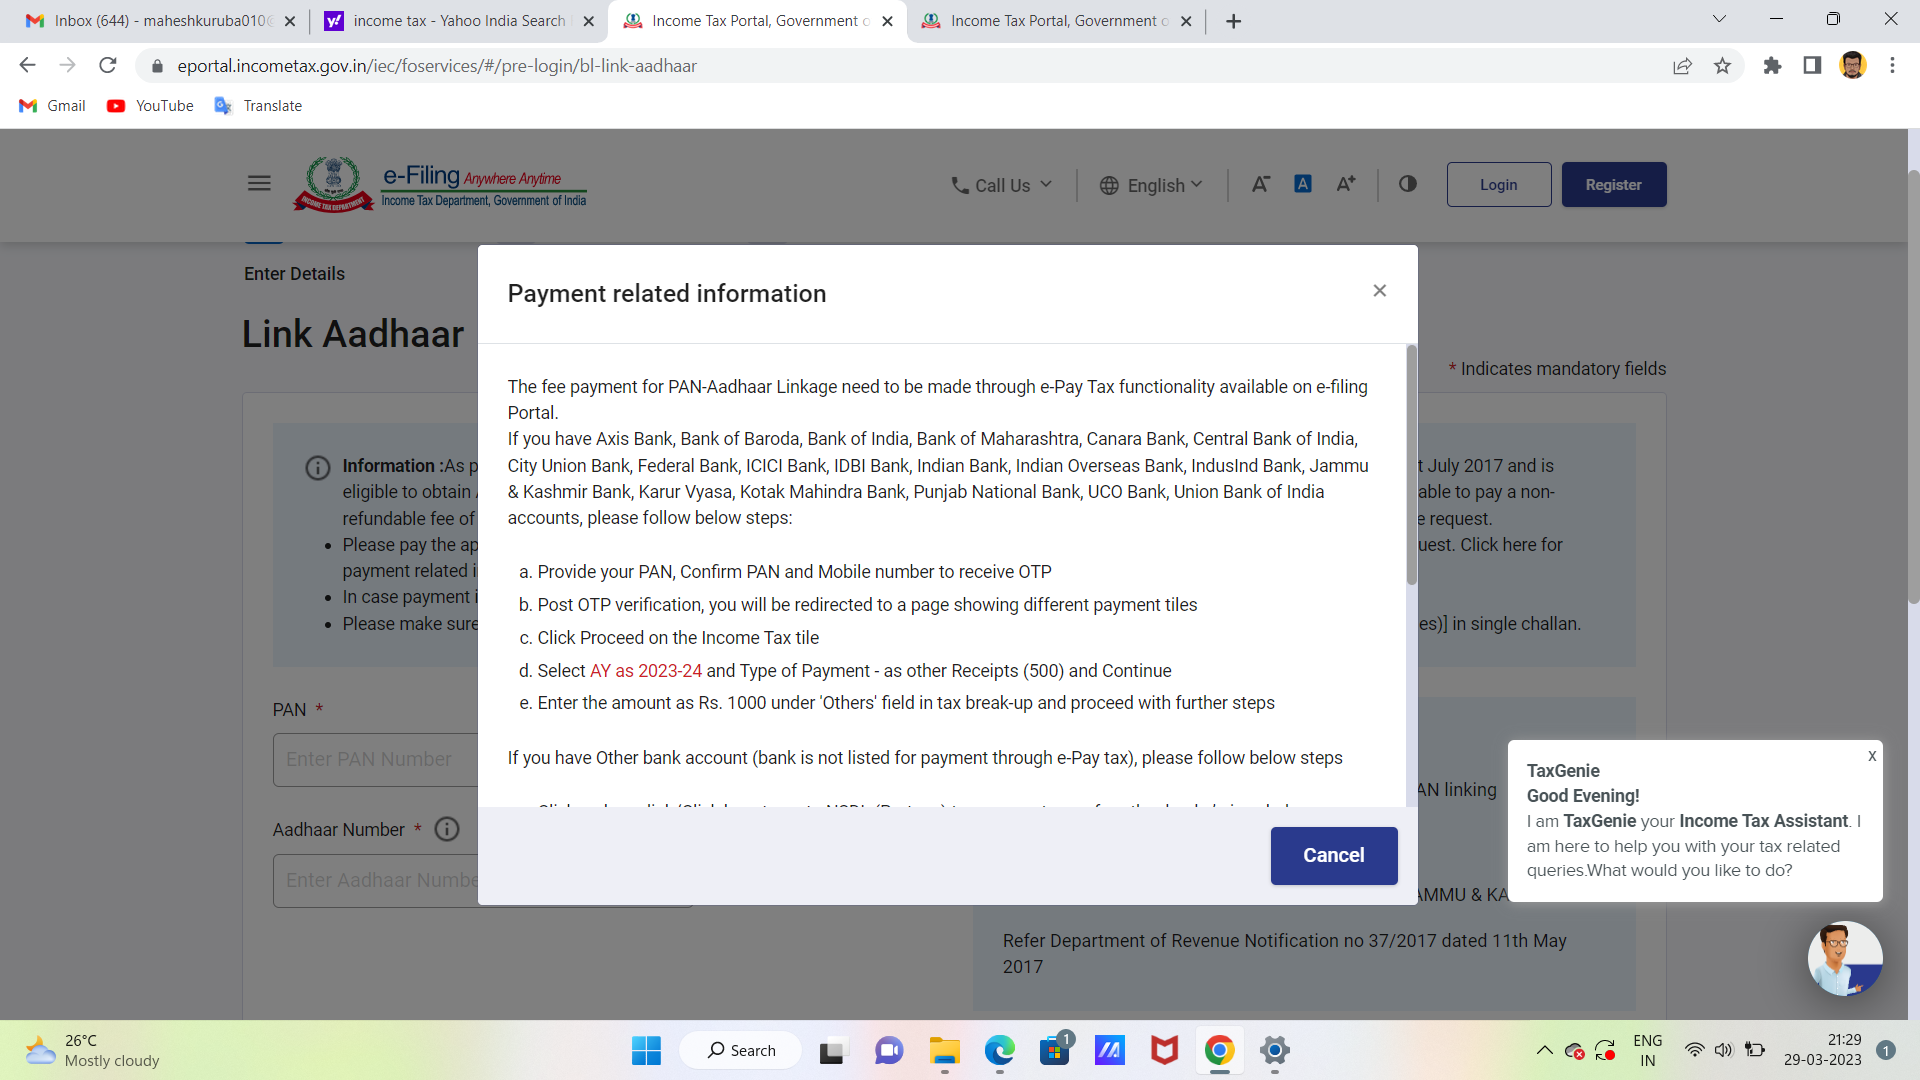 Inbox (644) - maheshkuruba010@
income tax - Yahoo India Search
Income Tax Portal, Government o
Income Tax Portal, Government o
eportal.incometax.gov.in/iec/foservices/#/pre-login/bl-link-aadhaar
Gmail
YouTube
Translate
e-Filing Anywhere Anytime
Income Tax Department, Government of India
INCOME TAX DEPARTMENT
Call Us
English
A-
A
A+
Login
Register
Enter Details
Link Aadhaar
* Indicates mandatory fields
Payment related information
The fee payment for PAN-Aadhaar Linkage need to be made through e-Pay Tax functionality available on e-filing
Portal.
If you have Axis Bank, Bank of Baroda, Bank of India, Bank of Maharashtra, Canara Bank, Central Bank of India,
City Union Bank, Federal Bank, ICICI Bank, IDBI Bank, Indian Bank, Indian Overseas Bank, IndusInd Bank, Jammu
& Kashmir Bank, Karur Vyasa, Kotak Mahindra Bank, Punjab National Bank, UCO Bank, Union Bank of India
accounts, please follow below steps:
a. Provide your PAN, Confirm PAN and Mobile number to receive OTP
b. Post OTP verification, you will be redirected to a page showing different payment tiles
c. Click Proceed on the Income Tax tile
d. Select AY as 2023-24 and Type of Payment - as other Receipts (500) and Continue
e. Enter the amount as Rs. 1000 under 'Others' field in tax break-up and proceed with further steps
If you have Other bank account (bank is not listed for payment through e-Pay tax), please follow below steps
Cancel
Information :As p
eligible to obtain
refundable fee of
Please pay the ap
payment related i
In case payment i
Please make sure
t July 2017 and is
able to pay a non-
e request.
uest. Click here for
es)] in single challan.
PAN *
Enter PAN Number
Aadhaar Number *
Enter Aadhaar Numbe
AN linking
AMMU & KA
Refer Department of Revenue Notification no 37/2017 dated 11th May
2017
x
TaxGenie
Good Evening!
I am TaxGenie your Income Tax Assistant. I
am here to help you with your tax related
queries.What would you like to do?
26°C
Mostly cloudy
Search
1
ENG
IN
21:29
29-03-2023
1